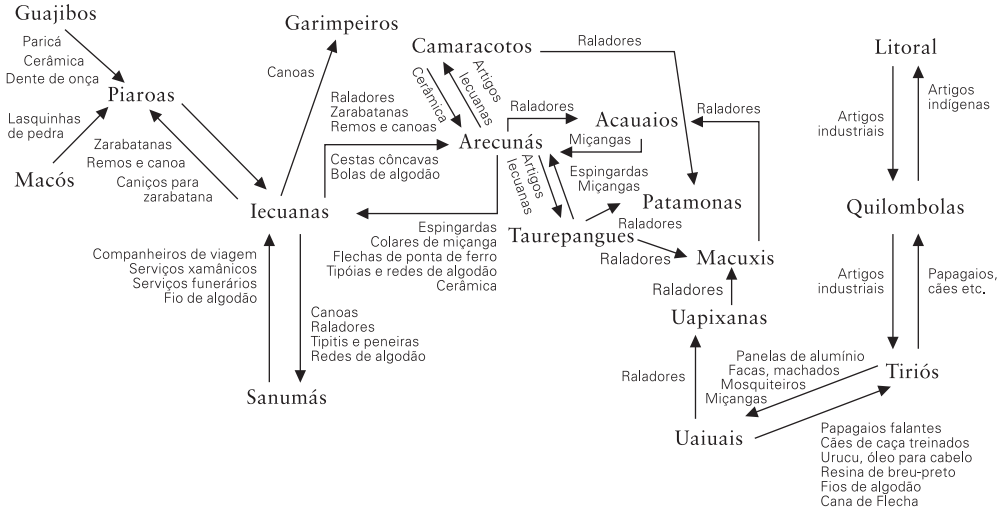 Guajibos
Paricá
Cerâmica
Dente de onça
Piaroas
Lasquinhas
de pedra
Macós
Zarabatanas
Remos e canoa
Caniços para
zarabatana
Garimpeiros
Canoas
Iecuanas
Raladores
Zarabatanas
Remos e canoas
Cestas côncavas
Bolas de algodão
Companheiros de viagem
Serviços xamânicos
Serviços funerários
Fio de algodão
Canoas
Raladores
Tipitis e peneiras
Redes de algodão
Sanumás
Camaracotos
Cerâmica
Artigos
Iecuanas
Arecunás
Raladores
Raladores
Acauaios
Miçangas
Raladores
Artigos
Iecuanas
Espingardas
Miçangas
Patamonas
Taurepangues
Raladores
Raladores
Espingardas
Colares de miçanga
Flechas de ponta de ferro
Tipóias e redes de algodão
Cerâmica
Macuxis
Raladores
Uapixanas
Raladores
Uaiuais
Litoral
Artigos
industriais
Artigos
indígenas
Quilombolas
Artigos
industriais
Papagaios,
cães etc.
Tiriós
Panelas de alumínio
Facas, machados
Mosquiteiros
Miçangas
Papagaios falantes
Cães de caça treinados
Urucu, óleo para cabelo
Resina de breu-preto
Fios de algodão
Cana de Flecha